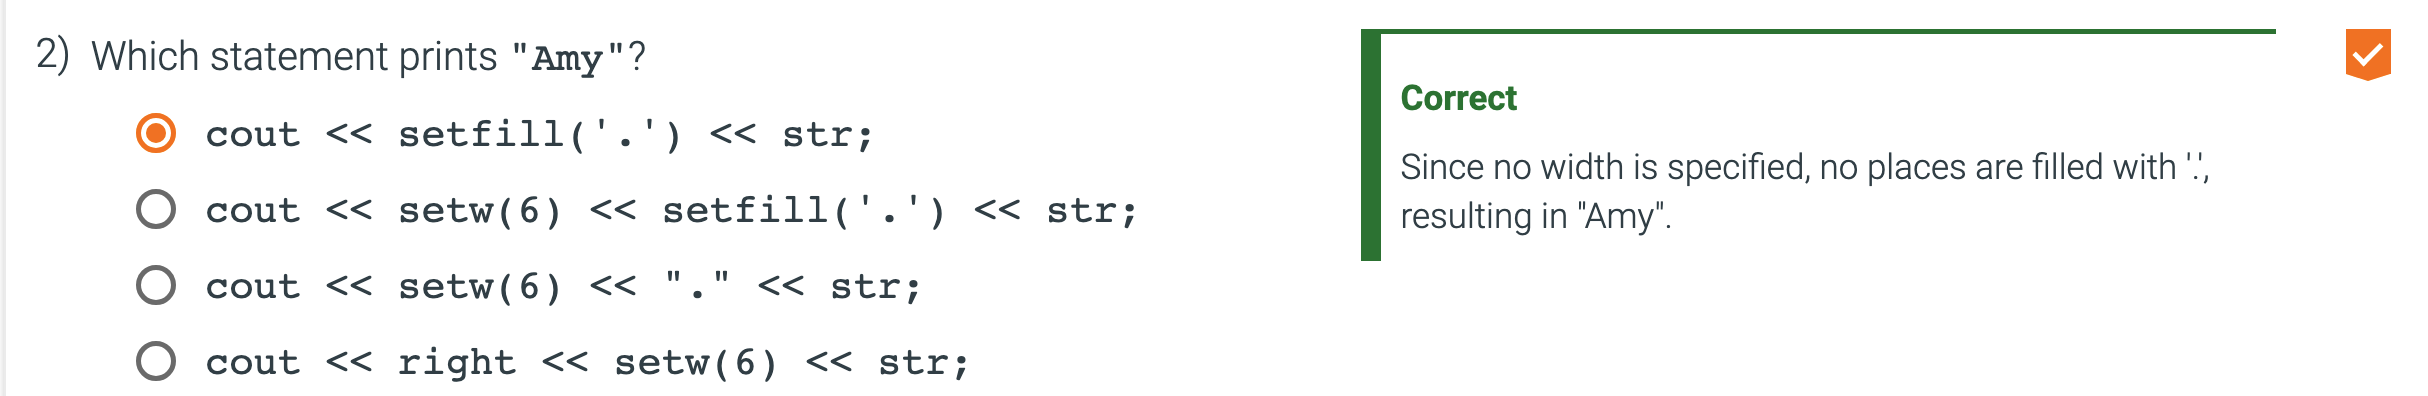 2) Which statement prints "Amy"?
cout << setfill('.') << str;
cout << setw(6) << setfill('.') << str;
cout << setw(6) << "." << str;
cout << right << setw(6) << str;
Correct
Since no width is specified, no places are filled with '.',
resulting in "Amy".